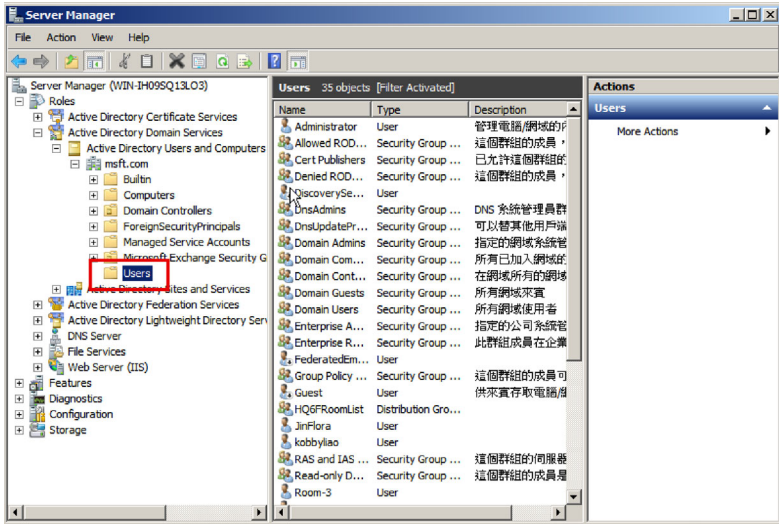 Server Manager
File Action View Help
Server Manager (WIN-IH09SQ13LO3)
Roles
Active Directory Certificate Services
Active Directory Domain Services
Active Directory Users and Computers
msft.com
Builtin
Computers
Domain Controllers
ForeignSecurityPrincipals
Managed Service Accounts
Microsoft Exchange Security G
Users
Active Directory Sites and Services
Active Directory Federation Services
Active Directory Lightweight Directory Serv
DNS Server
File Services
Web Server (IIS)
Features
Diagnostics
Configuration
Storage
Users 35 objects [Filter Activated]
Name Type Description
Administrator User 管理電腦/網域的內
Allowed ROD... Security Group ... 這個群組的成員，
Cert Publishers Security Group ... 已允許這個群組的
Denied ROD... Security Group ... 這個群組的成員，
DiscoverySe... User
DnsAdmins Security Group ... DNS 系統管理員群
DnsUpdatePr... Security Group ... 可以替其他用戶端
Domain Admins Security Group ... 指定的網域系統管
Domain Com... Security Group ... 所有已加入網域的
Domain Cont... Security Group ... 在網域所有的網域
Domain Guests Security Group ... 所有網域來賓
Domain Users Security Group ... 所有網域使用者
Enterprise A... Security Group ... 指定的公司系統管
Enterprise R... Security Group ... 此群組成員在企業
FederatedEm... User
Group Policy ... Security Group ... 這個群組的成員可
Guest User 供來賓存取電腦/網
HQ6FRoomList Distribution Gro...
JinFlora User
kobbyliao User
RAS and IAS ... Security Group ... 這個群組的伺服器
Read-only D... Security Group ... 這個群組的成員是
Room-3 User
Actions
Users
More Actions